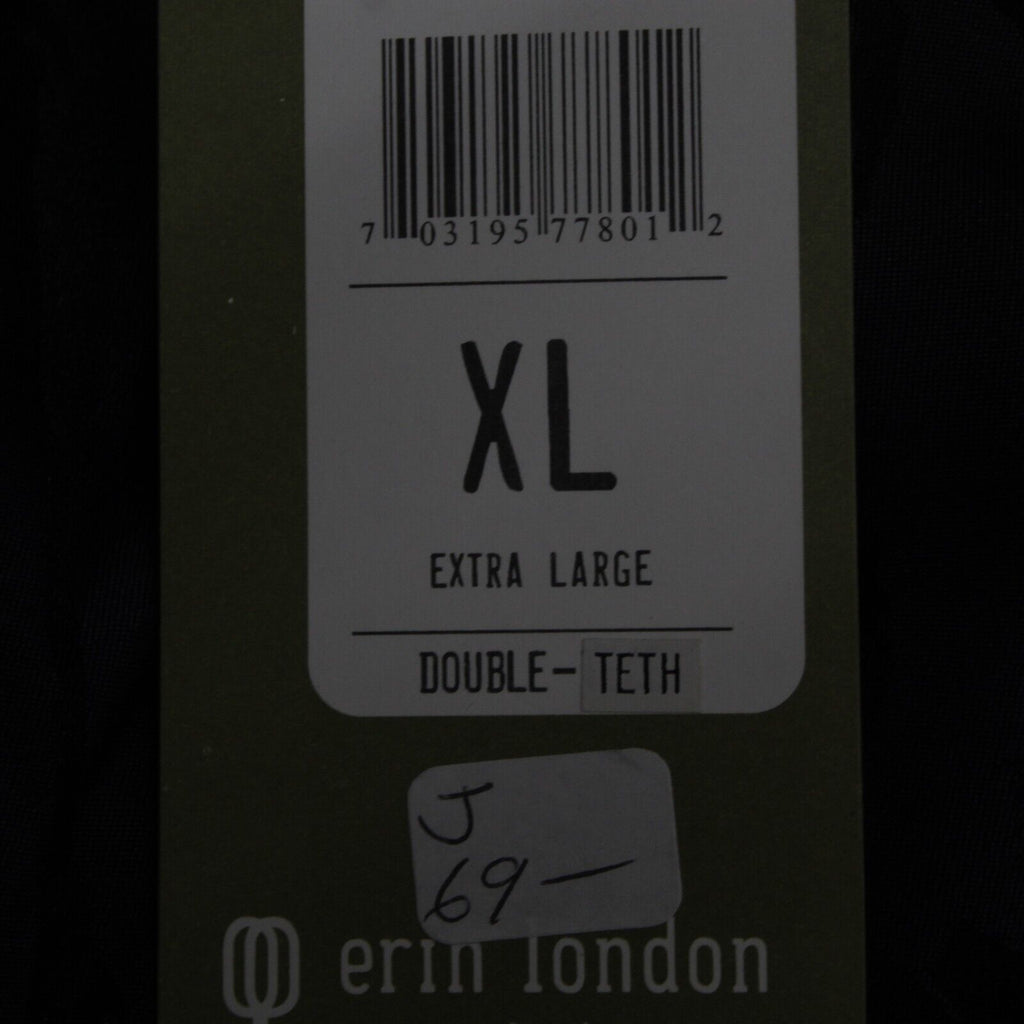 7 03195 77801 2
XL
EXTRA LARGE
DOUBLE- TETH
J
69—
erin london